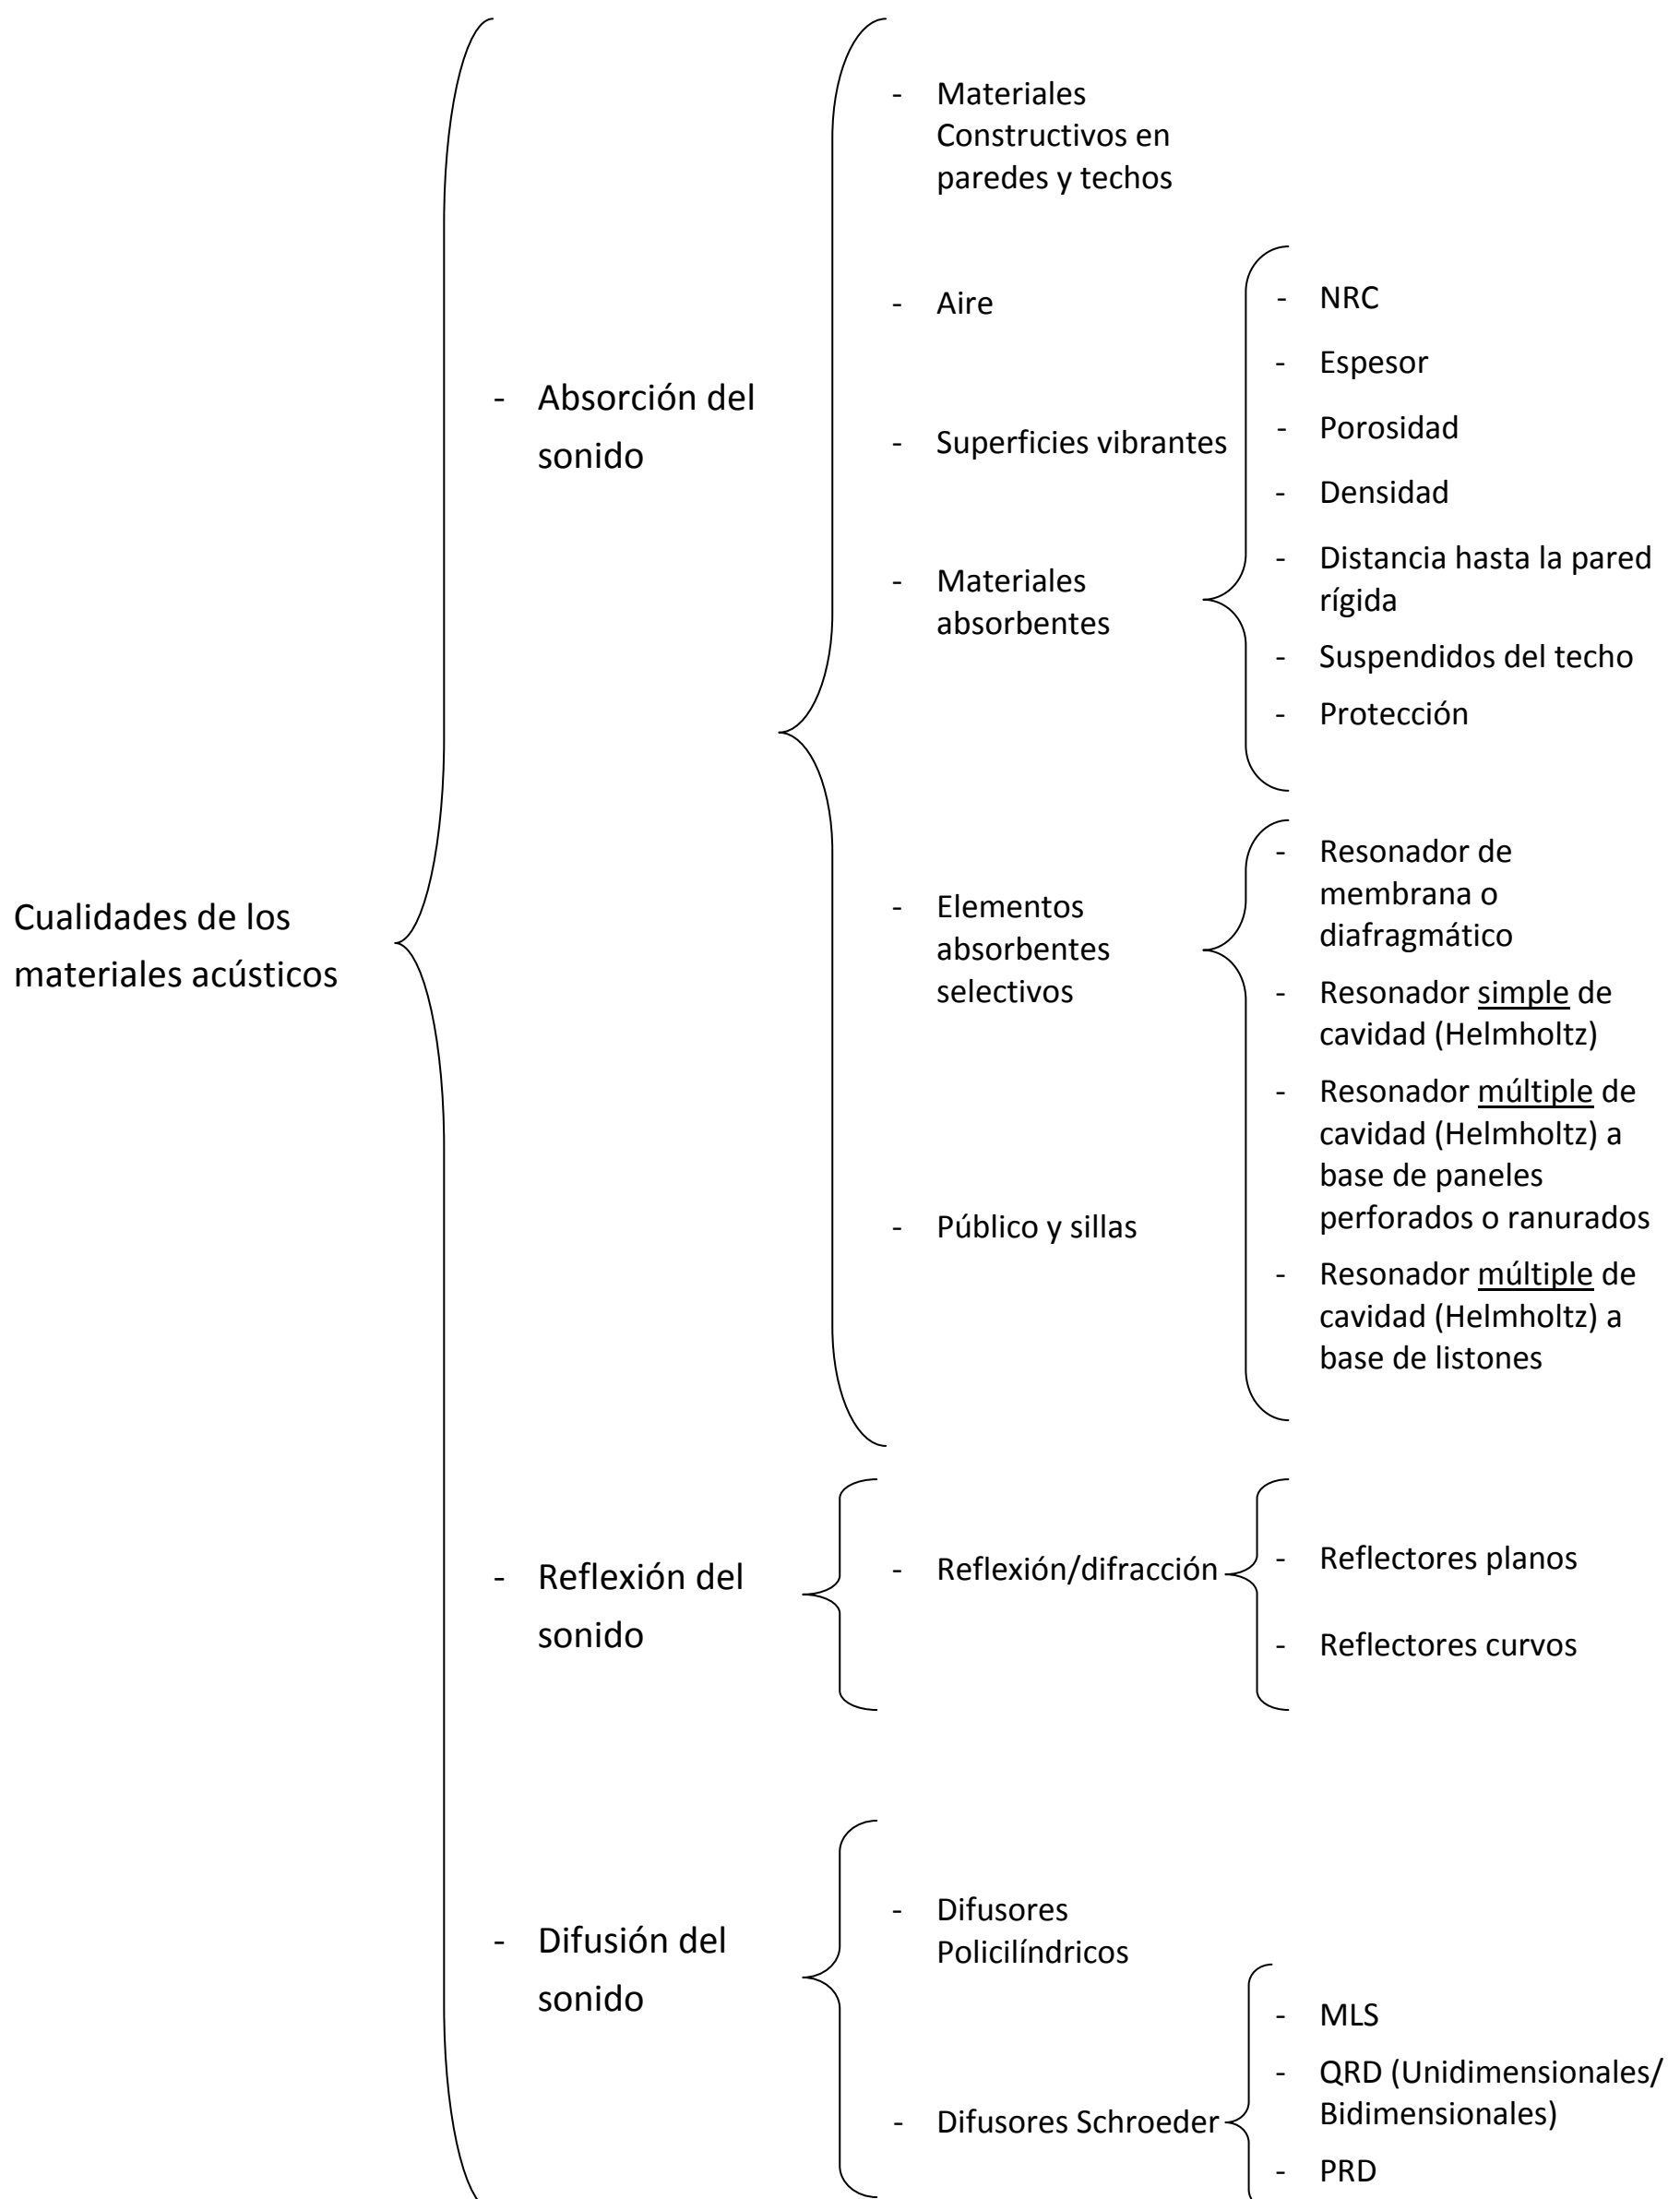 Cualidades de los
materiales acústicos
- Absorción del
sonido
- Materiales
Constructivos en
paredes y techos
- Aire
- Superficies vibrantes
- Materiales
absorbentes
- NRC
- Espesor
- Porosidad
- Densidad
- Distancia hasta la pared
rígida
- Suspendidos del techo
- Protección
- Elementos
absorbentes
selectivos
- Resonador de
membrana o
diafragmático
- Resonador simple de
cavidad (Helmholtz)
- Resonador múltiple de
cavidad (Helmholtz) a
base de paneles
perforados o ranurados
- Resonador múltiple de
cavidad (Helmholtz) a
base de listones
- Público y sillas
- Reflexión del
sonido
- Reflexión/difracción
- Reflectores planos
- Reflectores curvos
- Difusión del
sonido
- Difusores
Policilíndricos
- Difusores Schroeder
- MLS
- QRD (Unidimensionales/
Bidimensionales)
- PRD